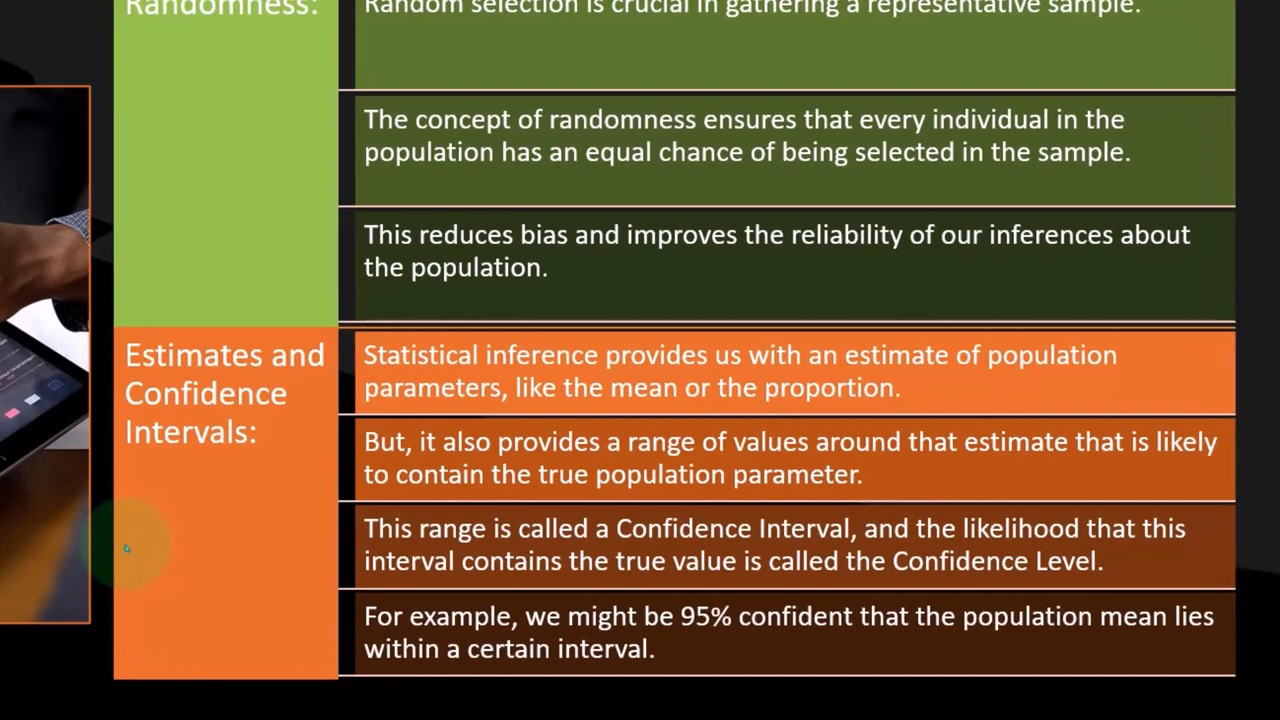 Randomness:
Random selection is crucial in gathering a representative sample.
The concept of randomness ensures that every individual in the
population has an equal chance of being selected in the sample.
This reduces bias and improves the reliability of our inferences about
the population.
Estimates and
Confidence
Intervals:
Statistical inference provides us with an estimate of population
parameters, like the mean or the proportion.
But, it also provides a range of values around that estimate that is likely
to contain the true population parameter.
This range is called a Confidence Interval, and the likelihood that this
interval contains the true value is called the Confidence Level.
For example, we might be 95% confident that the population mean lies
within a certain interval.